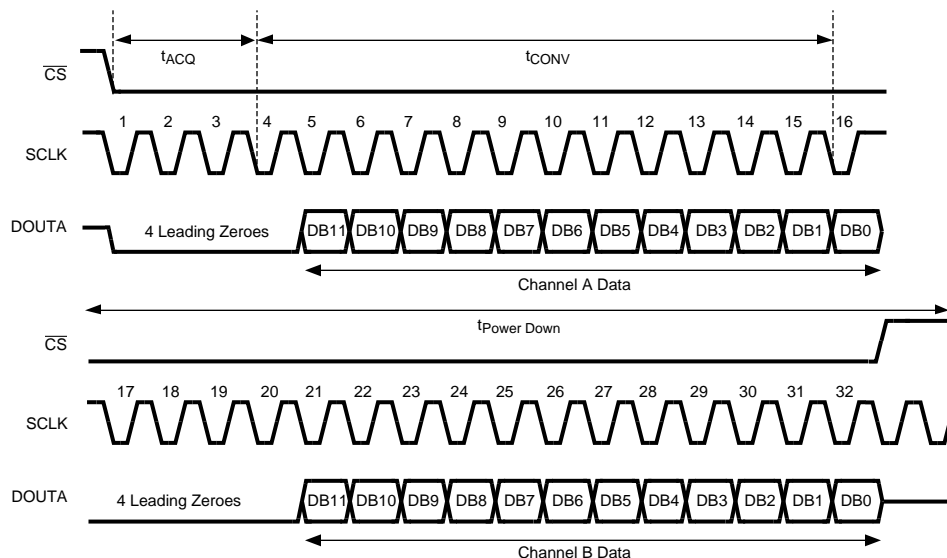 tACQ tCONV
CS
1 2 3 4 5 6 7 8 9 10 11 12 13 14 15 16
SCLK
DOUTA 4 Leading Zeroes DB11 DB10 DB9 DB8 DB7 DB6 DB5 DB4 DB3 DB2 DB1 DB0
Channel A Data
tPower Down
CS
17 18 19 20 21 22 23 24 25 26 27 28 29 30 31 32
SCLK
DOUTA 4 Leading Zeroes DB11 DB10 DB9 DB8 DB7 DB6 DB5 DB4 DB3 DB2 DB1 DB0
Channel B Data